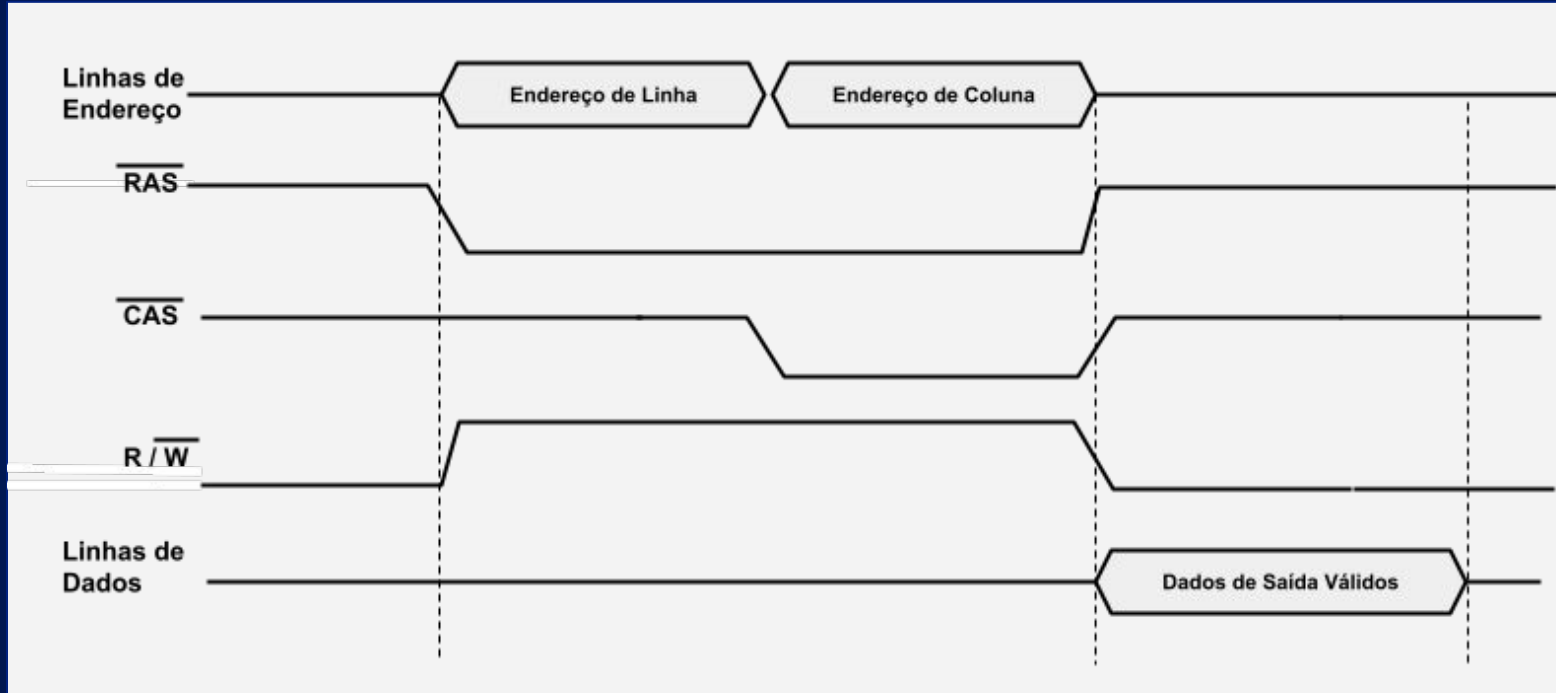 Linhas de
Endereço
Endereço de Linha
Endereço de Coluna
RAS
CAS
R / W
Linhas de
Dados
Dados de Saída Válidos